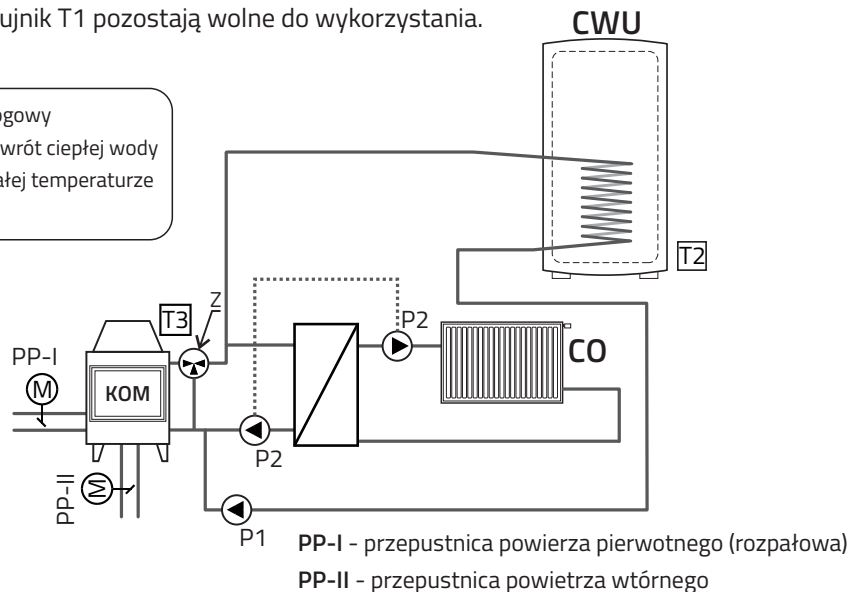 ujnik T1 pozostają wolne do wykorzystania.
CWU
ogowy
wrót ciepłej wody
ałej temperaturze
T2
Z
T3
P2
PP-I
M
KOM
CO
P2
PP-II
M
P1
PP-I - przepustnica powierza pierwotnego (rozpałowa)
PP-II - przepustnica powietrza wtórnego